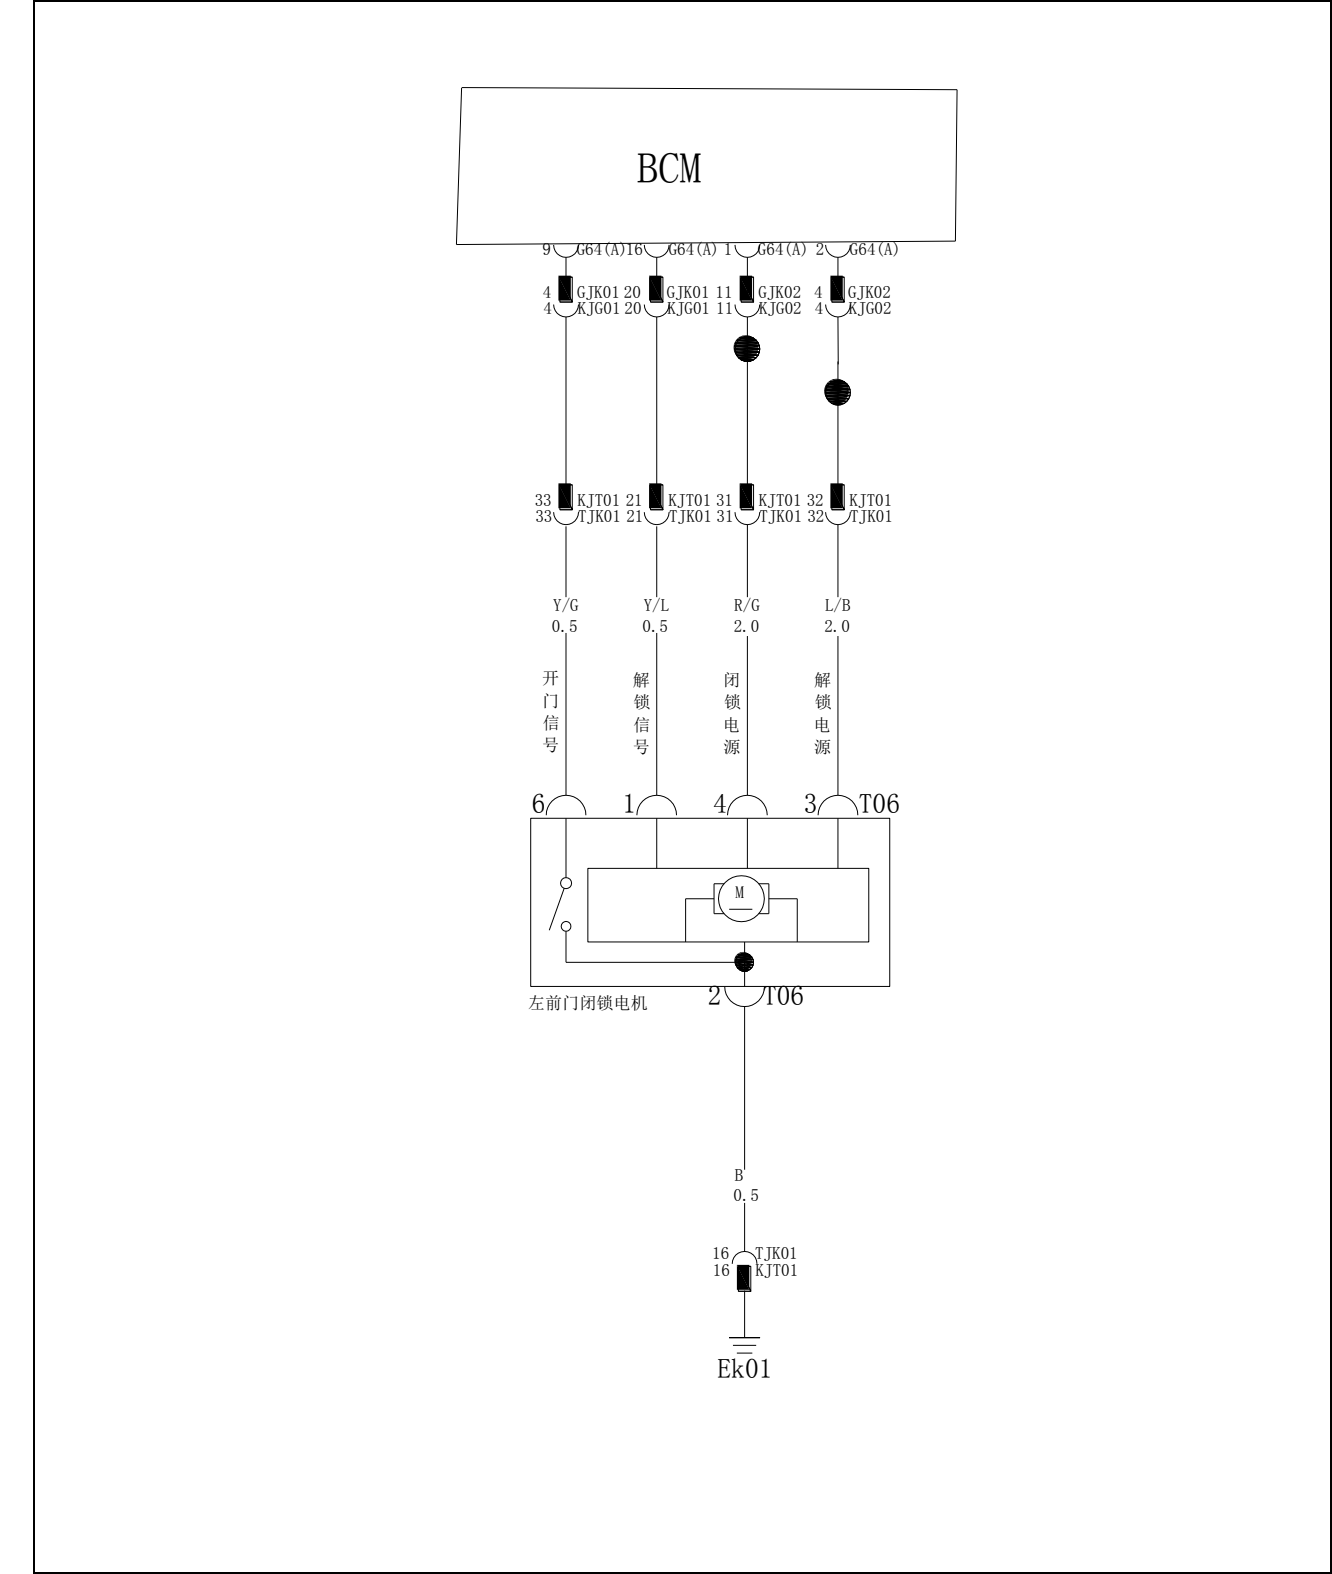 BCM
9 G64(A) 16 G64(A) 1 G64(A) 2 G64(A)
4 GJK01 20 GJK01 11 GJK02 4 GJK02
4 KJG01 20 KJG01 11 KJG02 4 KJG02
33 KJT01 21 KJT01 31 KJT01 32 KJT01
33 TJK01 21 TJK01 31 TJK01 32 TJK01
Y/G Y/L R/G L/B
0.5 0.5 2.0 2.0
开门信号
解锁信号
闭锁电源
解锁电源
6 1 4 3 T06
M
左前门闭锁电机
2 T06
B
0.5
16 TJK01
16 KJT01
Ek01